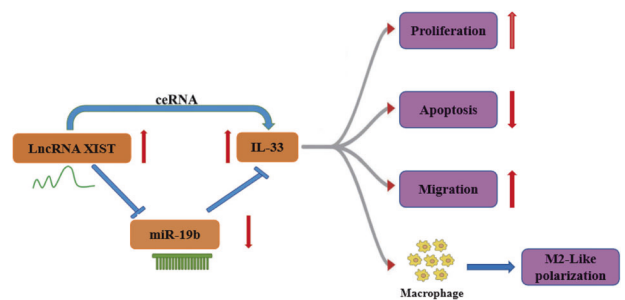 ceRNA
LncRNA XIST
IL-33
miR-19b
Proliferation
Apoptosis
Migration
Macrophage
M2-Like
polarization